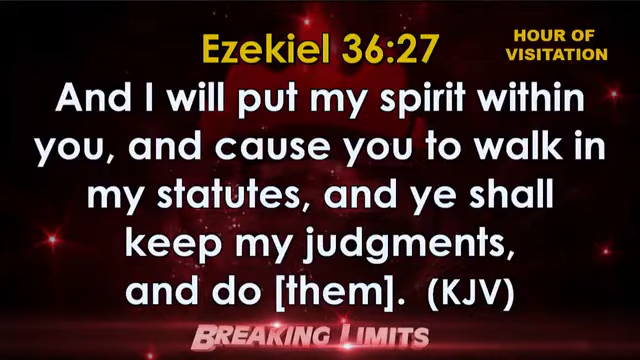 Ezekiel 36:27
HOUR OF
VISITATION
And I will put my spirit within
you, and cause you to walk in
my statutes, and ye shall
keep my judgments,
and do [them]. (KJV)
BREAKING LIMITS